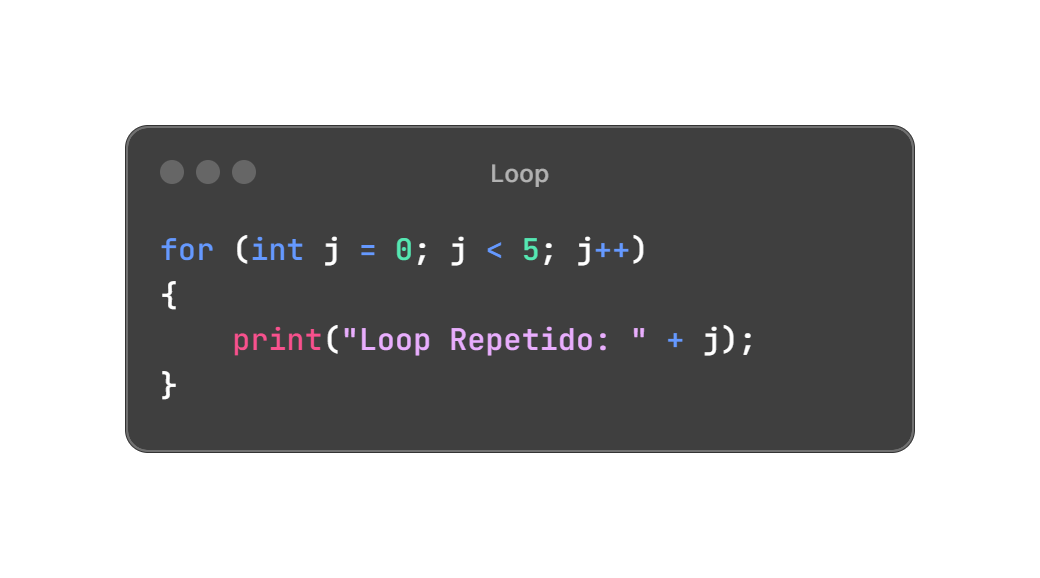 Loop
for (int j = 0; j < 5; j++)
{
    print("Loop Repetido: " + j);
}